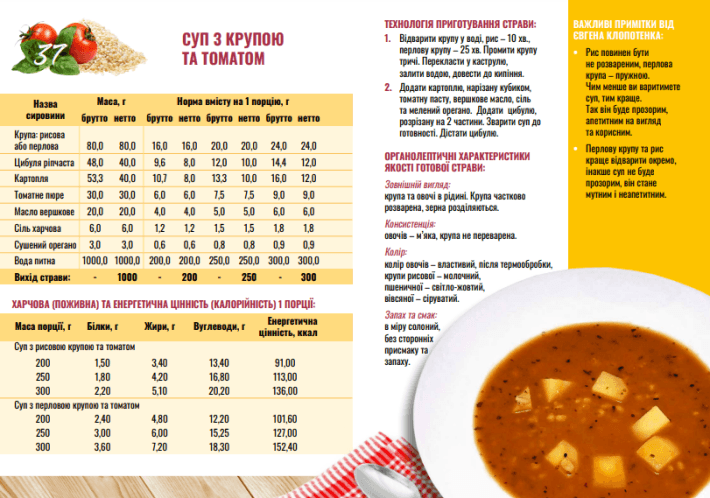 37
СУП З КРУПОЮ
ТА ТОМАТОМ
Назва сировини | Маса, г | Норма вмісту на 1 порцію, г
брутто нетто брутто нетто брутто нетто брутто нетто
Крупа: рисова
або перлова 80,0 80,0 16,0 16,0 20,0 20,0 24,0 24,0
Цибуля ріпчаста 48,0 40,0 9,6 8,0 12,0 10,0 14,4 12,0
Картопля 53,3 40,0 10,7 8,0 13,3 10,0 16,0 12,0
Томатне пюре 30,0 30,0 6,0 6,0 7,5 7,5 9,0 9,0
Масло вершкове 20,0 20,0 4,0 4,0 5,0 5,0 6,0 6,0
Сіль харчова 6,0 6,0 1,2 1,2 1,5 1,5 1,8 1,8
Сушений орегано 3,0 3,0 0,6 0,6 0,8 0,8 0,9 0,9
Вода питна 1000,0 1000,0 200,0 200,0 250,0 250,0 300,0 300,0
Вихід страви: - 1000 - 200 - 250 - 300
ХАРЧОВА (ПОЖИВНА) ТА ЕНЕРГЕТИЧНА ЦІННІСТЬ (КАЛОРІЙНІСТЬ) 1 ПОРЦІЇ:
Маса порції, г Білки, г Жири, г Вуглеводи, г Енергетична
цінність, ккал
Суп з рисовою крупою та томатом
200 1,50 3,40 13,40 91,00
250 1,80 4,20 16,80 113,00
300 2,20 5,10 20,20 136,00
Суп з перловою крупою та томатом
200 2,40 4,80 12,20 101,60
250 3,00 6,00 15,25 127,00
300 3,60 7,20 18,30 152,40
ТЕХНОЛОГІЯ ПРИГОТУВАННЯ СТРАВИ:
1. Відварити крупу у воді, рис – 10 хв.,
перлову крупу – 25 хв. Промити крупу
тричі. Перекласти у каструлю,
залити водою, довести до кипіння.
2. Додати картоплю, нарізану кубиком,
томатну пасту, вершкове масло, сіль
та мелений орегано. Додати цибулю,
розрізану на 2 частини. Зварити суп до
готовності. Дістати цибулю.
ОРГАНОЛЕПТИЧНІ ХАРАКТЕРИСТИКИ
ЯКОСТІ ГОТОВОЇ СТРАВИ:
Зовнішній вигляд:
крупа та овочі в рідині. Крупа частково
розварена, зерна розділяються.
Консистенція:
овочів – м’яка, крупа не переварена.
Колір:
колір овочів – властивий, після термообробки,
крупи рисової – молочний,
пшеничної – світло-жовтий,
вівсяної – сіруватий.
Запах та смак:
в міру солоний,
без сторонніх
присмаку та
запаху.
ВАЖЛИВІ ПРИМІТКИ ВІД
ЄВГЕНА КЛОПОТЕНКА:
• Рис повинен бути
не розвареним, перлова
крупа – пружною.
Чим менше ви варитимете
суп, тим краще.
Так він буде прозорим,
апетитним на вигляд
та корисним.
• Перлову крупу та рис
краще відварити окремо,
інакше суп не буде
прозорим, він стане
мутним і неапетитним.